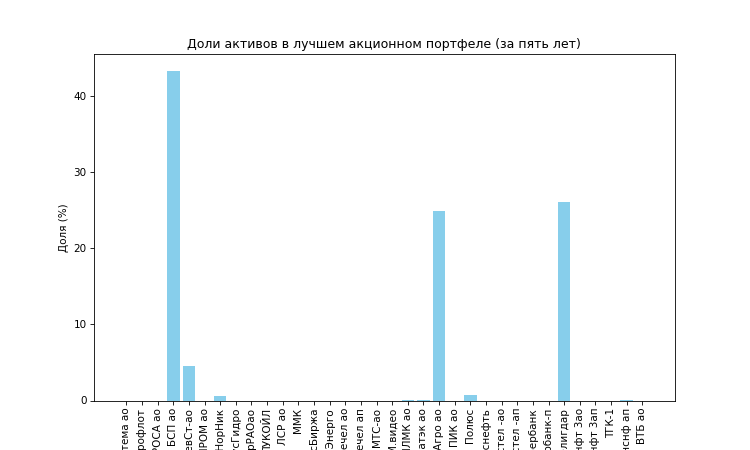 Доли активов в лучшем акционном портфеле (за пять лет)
Доля (%)
40
30
20
10
0
тема ао
рофлот
РОСА ао
БСП ао
евСт-ао
ПРОМ ао
НорНик
сГидро
рРАОао
ЛУКОЙЛ
ЛСР ао
ММК
сБиржа
Энерго
ечел ао
ечел ап
МТС-ао
М.видео
ЛМК ао
атэк ао
Агро ао
ПИК ао
Полюс
снефть
стел -ао
стел -ап
ербанк
рбанк-п
лигдар
нфт 3ао
нфт 3ап
ТГК-1
нснф ап
ВТБ ао